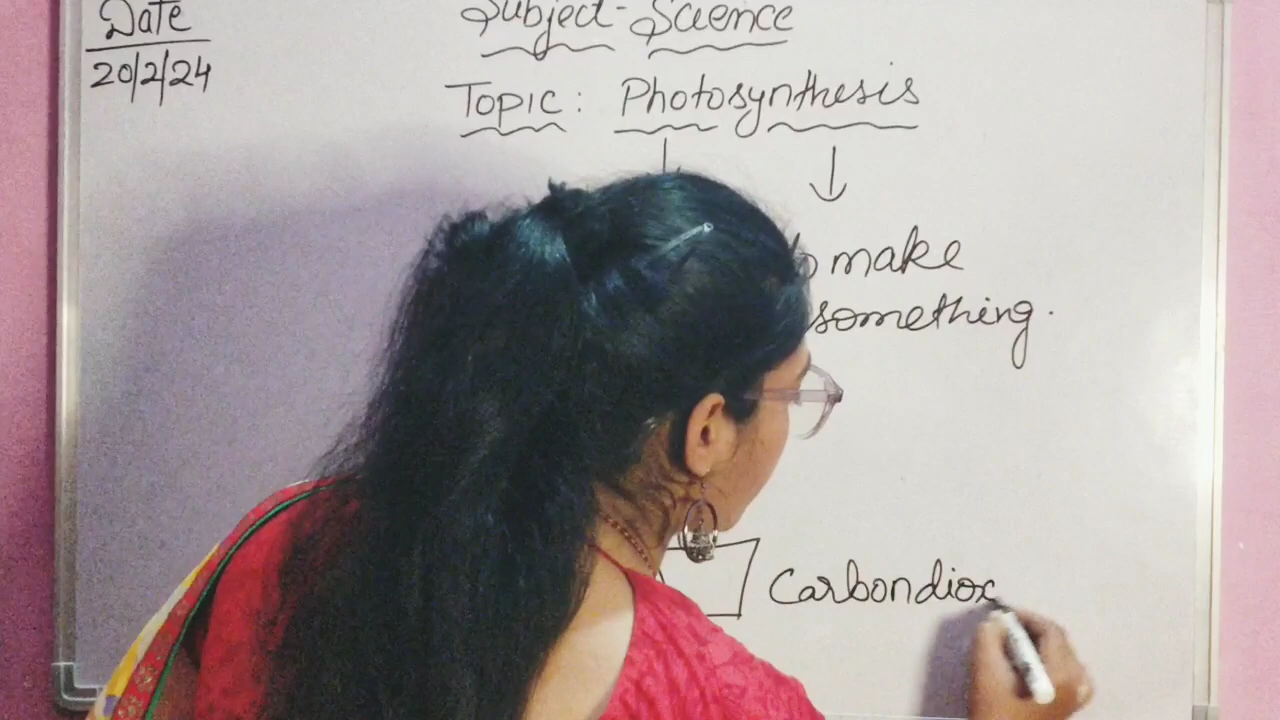 Date
20/2/24
Subject - Science
Topic: Photosynthesis
make
something.
Carbondiox